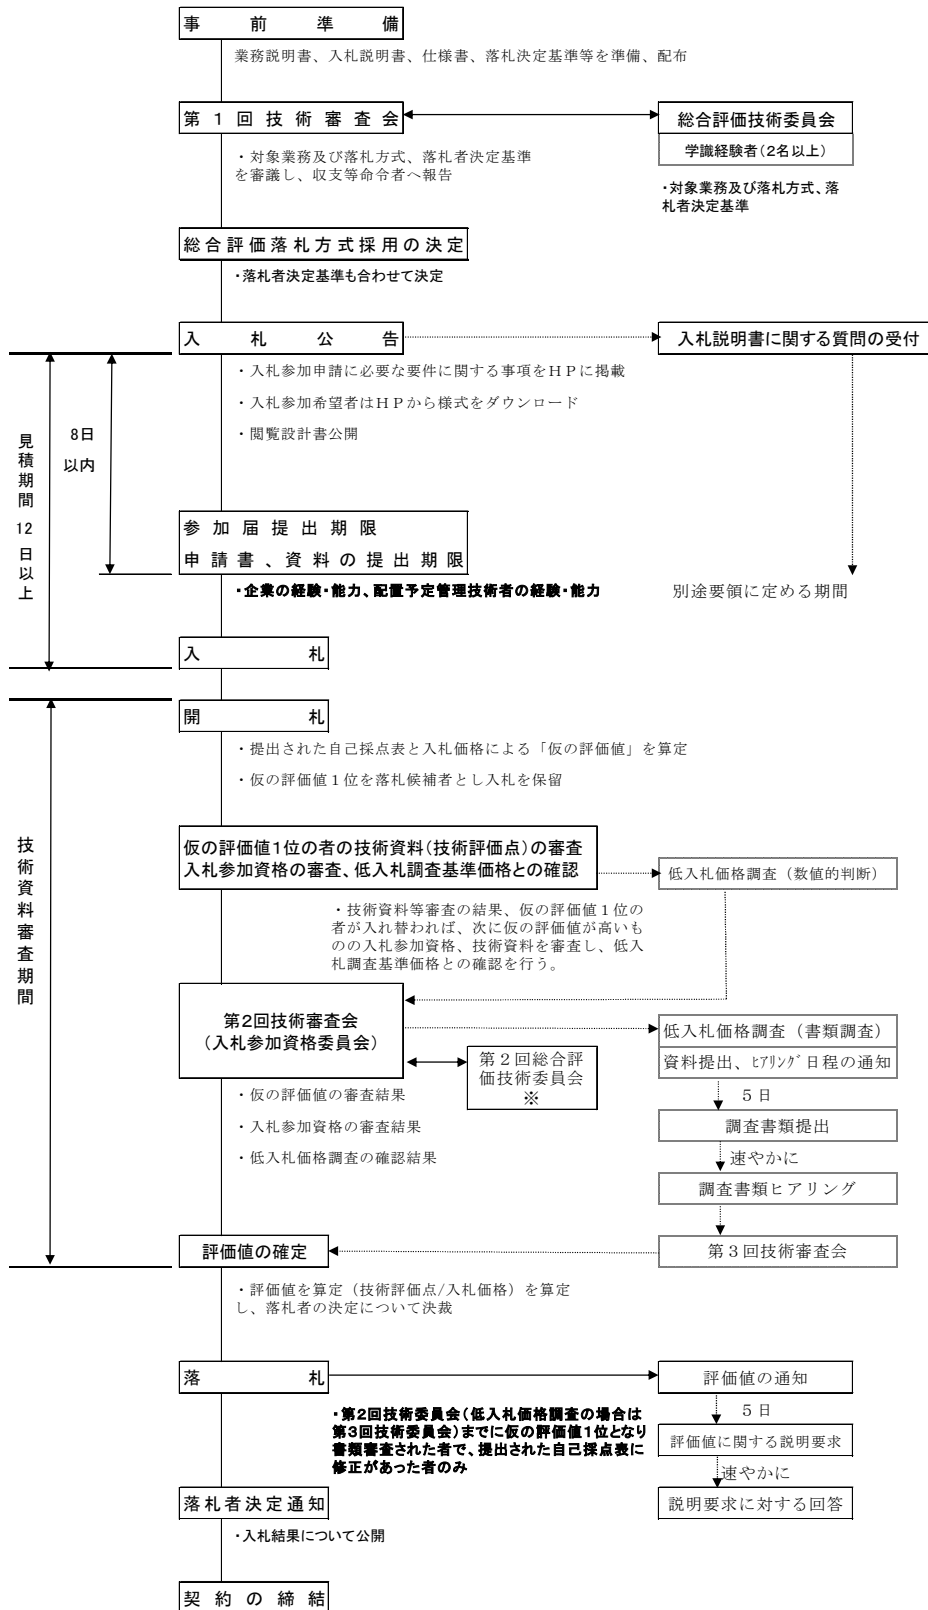 事前準備
業務説明書、入札説明書、仕様書、落札決定基準等を準備、配布
第1回技術審査会
総合評価技術委員会
学識経験者(2名以上)
・対象業務及び落札方式、落札者決定基準
を審議し、収支等命令者へ報告
・対象業務及び落札方式、落
札者決定基準
総合評価落札方式採用の決定
・落札者決定基準も合わせて決定
入札公告
入札説明書に関する質問の受付
・入札参加申請に必要な要件に関する事項をHPに掲載
・入札参加希望者はHPから様式をダウンロード
・閲覧設計書公開
8日
以内
見積期間12日以上
参加届提出期限
申請書、資料の提出期限
・企業の経験・能力、配置予定管理技術者の経験・能力
別途要領に定める期間
入札
開札
・提出された自己採点表と入札価格による「仮の評価値」を算定
・仮の評価値1位を落札候補者とし入札を保留
技術資料審査期間
仮の評価値1位の者の技術資料(技術評価点)の審査
入札参加資格の審査、低入札調査基準価格との確認
低入札価格調査(数値的判断)
・技術資料等審査の結果、仮の評価値1位の
者が入れ替われば、次に仮の評価値が高いも
のの入札参加資格、技術資料を審査し、低入
札調査基準価格との確認を行う。
第2回技術審査会
(入札参加資格委員会)
第2回総合評
価技術委員会
※
低入札価格調査(書類調査)
資料提出、ヒアリング日程の通知
・仮の評価値の審査結果
・入札参加資格の審査結果
・低入札価格調査の確認結果
5日
調査書類提出
速やかに
調査書類ヒアリング
評価値の確定
第3回技術審査会
・評価値を算定(技術評価点/入札価格)を算定
し、落札者の決定について決裁
落札
評価値の通知
・第2回技術委員会(低入札価格調査の場合は
第3回技術委員会)までに仮の評価値1位となり
書類審査された者で、提出された自己採点表に
修正があった者のみ
5日
評価値に関する説明要求
速やかに
説明要求に対する回答
落札者決定通知
・入札結果について公開
契約の締結